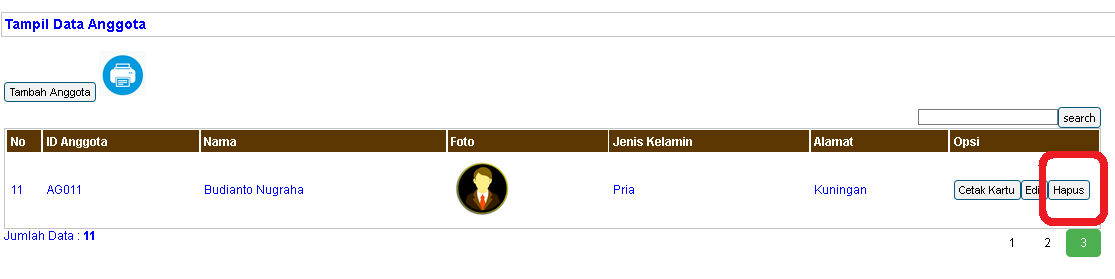 Tampil Data Anggota
Tambah Anggota
search
No ID Anggota Nama Foto Jenis Kelamin Alamat Opsi
11 AG011 Budianto Nugraha Pria Kuningan Cetak Kartu Hapus
Jumlah Data : 11 1 2 3